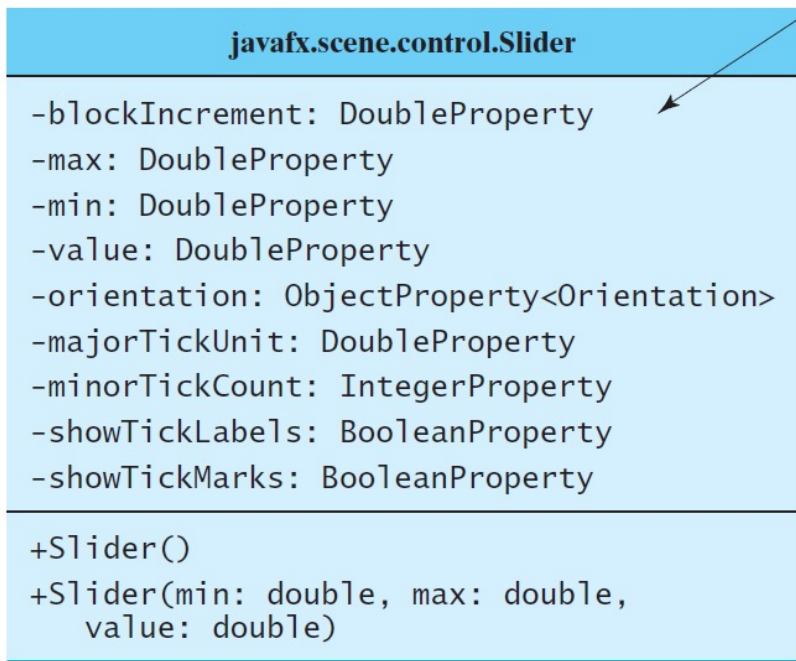 javafx.scene.control.Slider
-blockIncrement: DoubleProperty
-max: DoubleProperty
-min: DoubleProperty
-value: DoubleProperty
-orientation: ObjectProperty<Orientation>
-majorTickUnit: DoubleProperty
-minorTickCount: IntegerProperty
-showTickLabels: BooleanProperty
-showTickMarks: BooleanProperty
+Slider()
+Slider(min: double, max: double,
value: double)